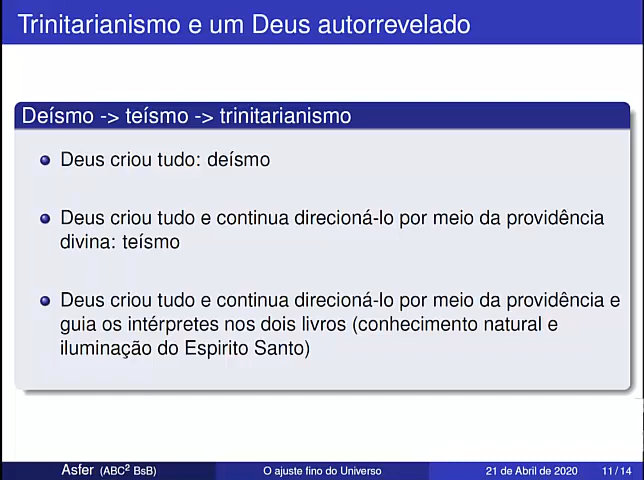 Trinitarianismo e um Deus autorrevelado
Deísmo -> teísmo -> trinitarianismo
Deus criou tudo: deísmo
Deus criou tudo e continua direcioná-lo por meio da providência
divina: teísmo
Deus criou tudo e continua direcioná-lo por meio da providência e
guia os intérpretes nos dois livros (conhecimento natural e
iluminação do Espirito Santo)
Asfer (ABC² BsB) O ajuste fino do Universo 21 de Abril de 2020 11 / 14